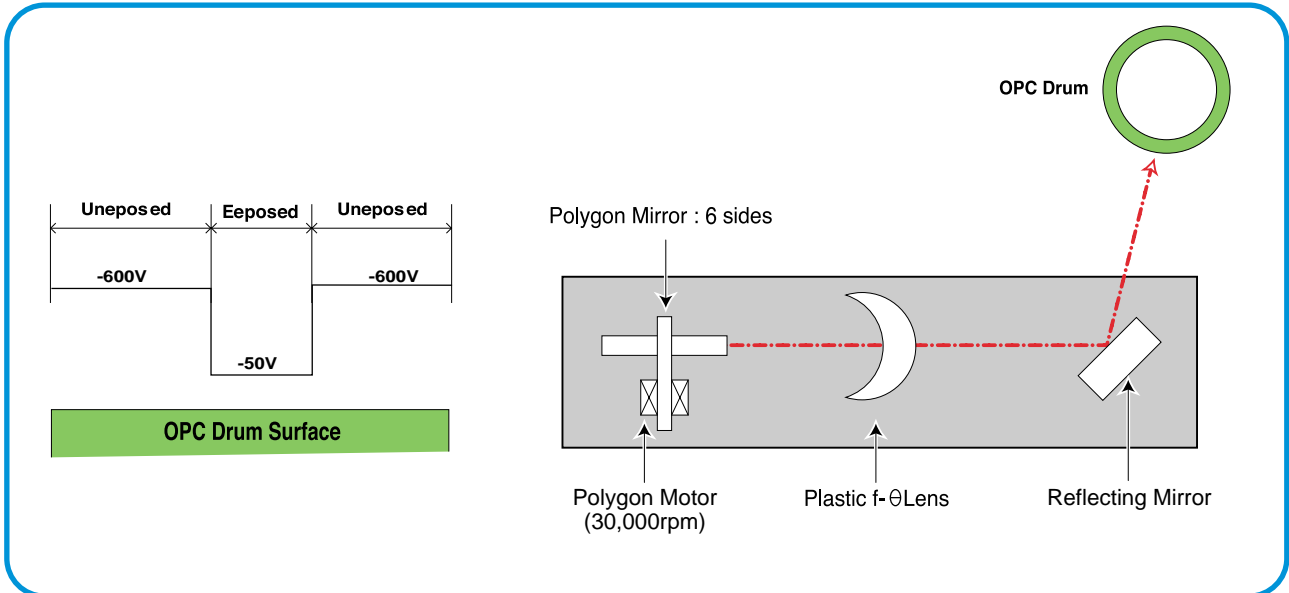 OPC Drum
Uneposed Eeposed Uneposed
-600V -600V
-50V
OPC Drum Surface
Polygon Mirror : 6 sides
Polygon Motor
(30,000rpm)
Plastic f-θLens
Reflecting Mirror